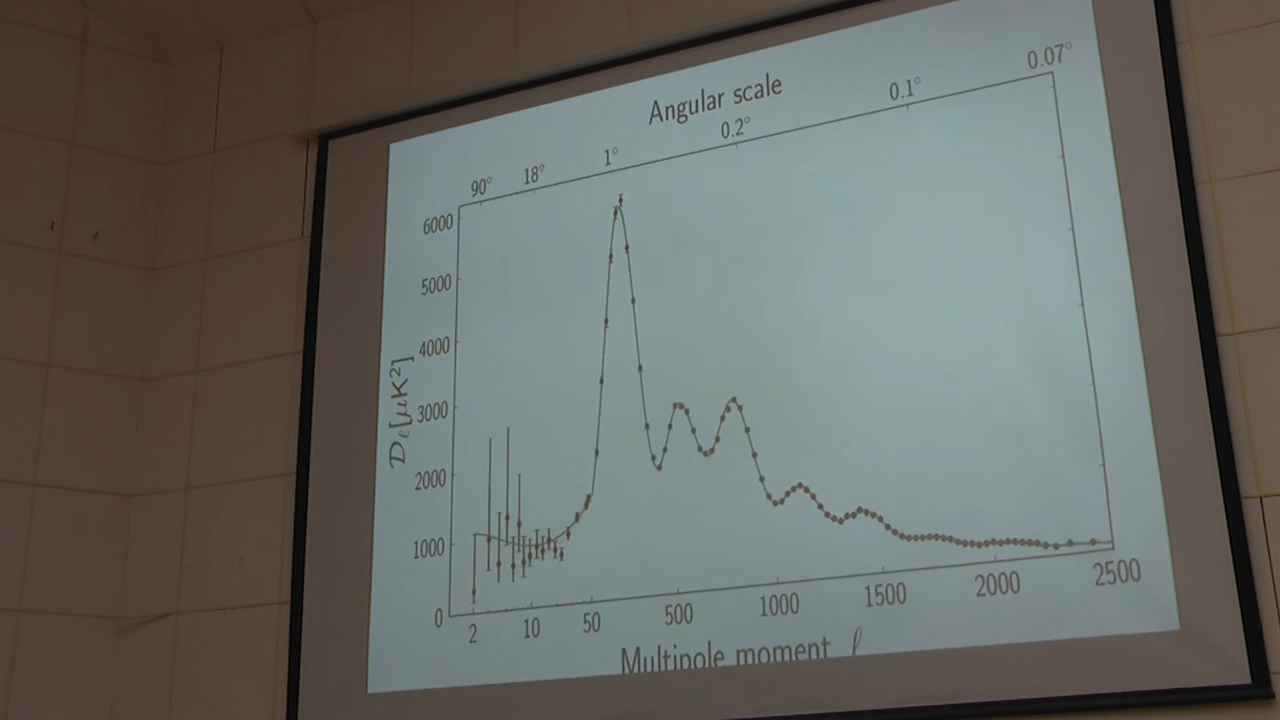 Angular scale
90° 18° 1° 0.2° 0.1° 0.07°
6000
5000
4000
3000
2000
1000
0
𝒟ℓ[μK²]
2 10 50 500 1000 1500 2000 2500
Multipole moment ℓ